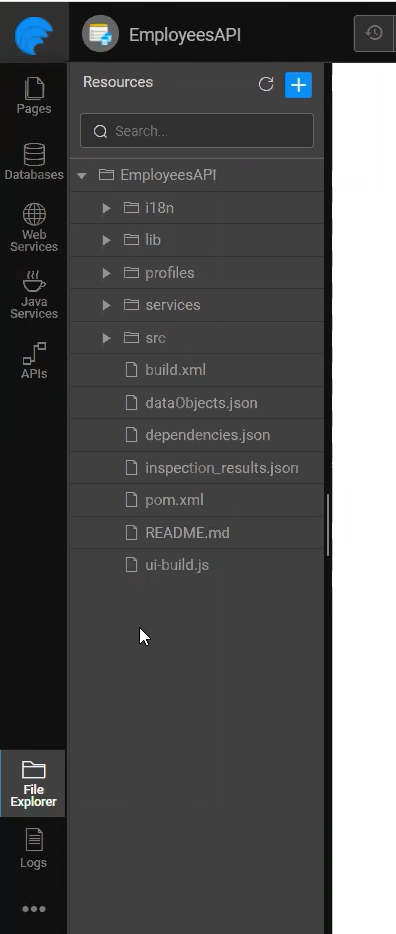 EmployeesAPI
Pages
Databases
Web
Services
Java
Services
APIs
File
Explorer
Logs
Resources
Search...
EmployeesAPI
i18n
lib
profiles
services
src
build.xml
dataObjects.json
dependencies.json
inspection_results.json
pom.xml
README.md
ui-build.js